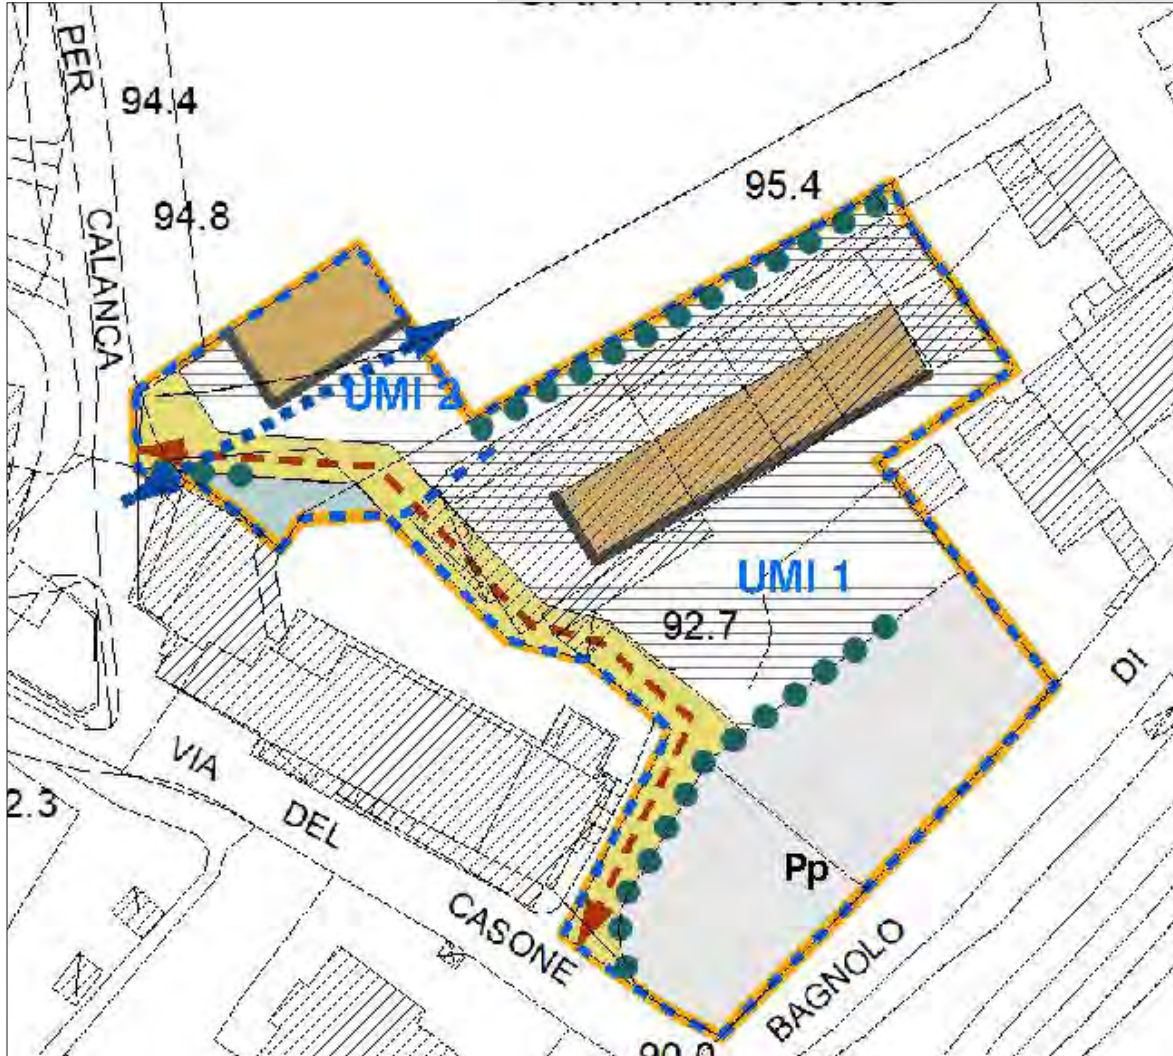 PER
94.4
95.4
94.8
CALANCA
UMI 2
UMI 1
92.7
DI
VIA
2.3
DEL
Pp
CASONE
BAGNOLO